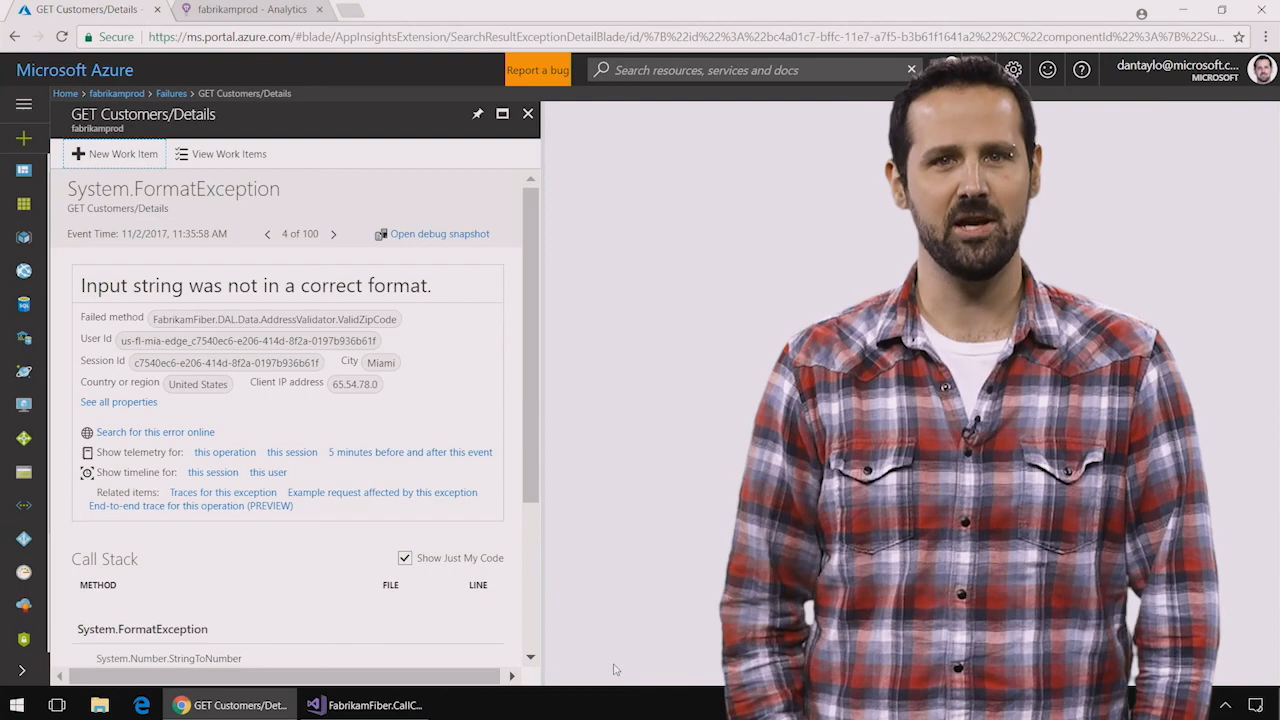 GET Customers/Details -
fabrikamprod - Analytics
Secure
https://ms.portal.azure.com/#blade/AppInsightsExtension/SearchResultExceptionDetailBlade/id/%7B%22id%22%3A%22bc4a01c7-bffc-11e7-a7f5-b3b61f1641a2%22%2C%22componentId%22%3A%7B%22Su...
Microsoft Azure
Report a bug
Search resources, services and docs
dantaylo@microsoft.c...
MICROSOFT
Home > fabrikamprod > Failures > GET Customers/Details
GET Customers/Details
fabrikamprod
New Work Item
View Work Items
System.FormatException
GET Customers/Details
Event Time: 11/2/2017, 11:35:58 AM
4 of 100
Open debug snapshot
Input string was not in a correct format.
Failed method FabrikamFiber.DAL.Data.AddressValidator.ValidZipCode
User Id us-fl-mia-edge_c7540ec6-e206-414d-8f2a-0197b936b61f
Session Id c7540ec6-e206-414d-8f2a-0197b936b61f City Miami
Country or region United States Client IP address 65.54.78.0
See all properties
Search for this error online
Show telemetry for: this operation this session 5 minutes before and after this event
Show timeline for: this session this user
Related items: Traces for this exception Example request affected by this exception
End-to-end trace for this operation (PREVIEW)
Call Stack
Show Just My Code
METHOD FILE LINE
System.FormatException
System.Number.StringToNumber
GET Customers/Det...
FabrikamFiber.CallC...